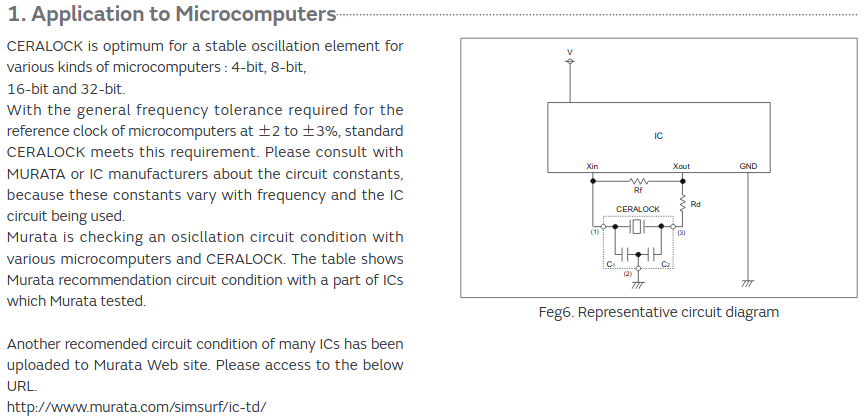 1. Application to Microcomputers
CERALOCK is optimum for a stable oscillation element for
various kinds of microcomputers : 4-bit, 8-bit,
16-bit and 32-bit.
With the general frequency tolerance required for the
reference clock of microcomputers at ±2 to ±3%, standard
CERALOCK meets this requirement. Please consult with
MURATA or IC manufacturers about the circuit constants,
because these constants vary with frequency and the IC
circuit being used.
Murata is checking an osicllation circuit condition with
various microcomputers and CERALOCK. The table shows
Murata recommendation circuit condition with a part of ICs
which Murata tested.
Another recomended circuit condition of many ICs has been
uploaded to Murata Web site. Please access to the below
URL.
http://www.murata.com/simsurf/ic-td/
V
IC
Xin Xout GND
Rf
Rd
CERALOCK
(1) (3)
C1 C2
(2)
Feg6. Representative circuit diagram